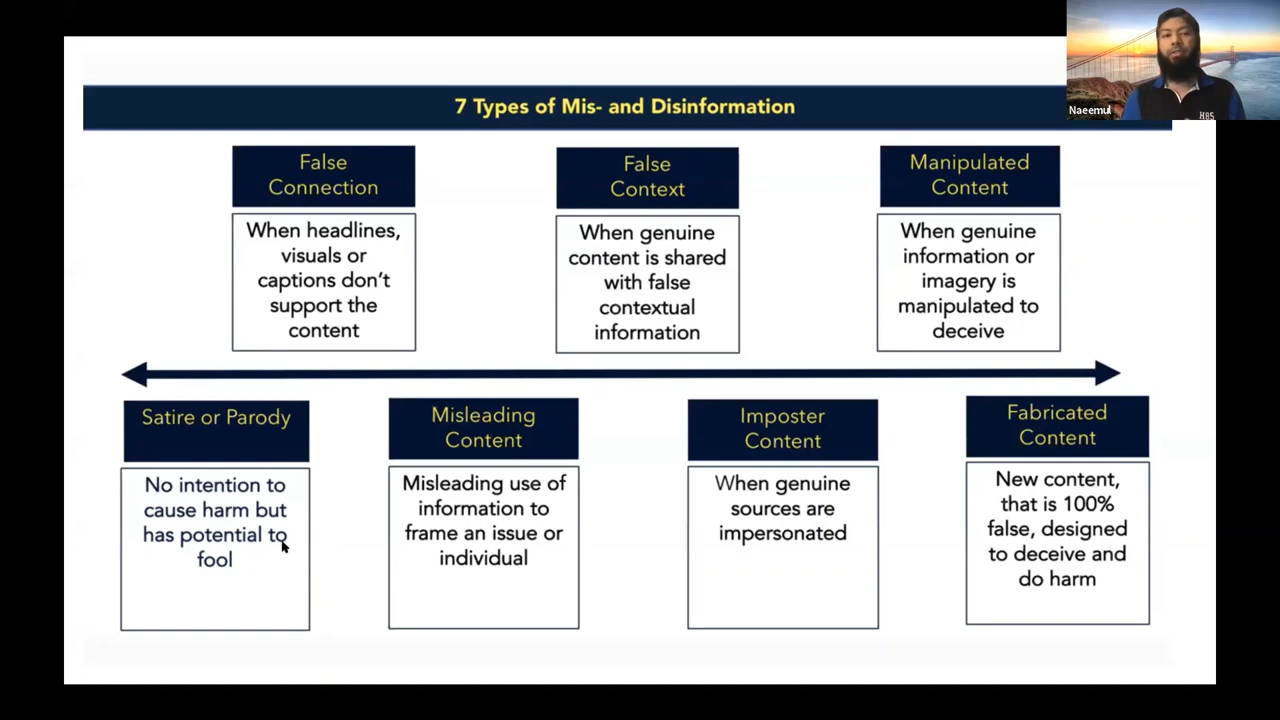 7 Types of Mis- and Disinformation
Naeemul
HBS
False
Connection
When headlines,
visuals or
captions don’t
support the
content
False
Context
When genuine
content is shared
with false
contextual
information
Manipulated
Content
When genuine
information or
imagery is
manipulated to
deceive
Satire or Parody
No intention to
cause harm but
has potential to
fool
Misleading
Content
Misleading use of
information to
frame an issue or
individual
Imposter
Content
When genuine
sources are
impersonated
Fabricated
Content
New content,
that is 100%
false, designed
to deceive and
do harm